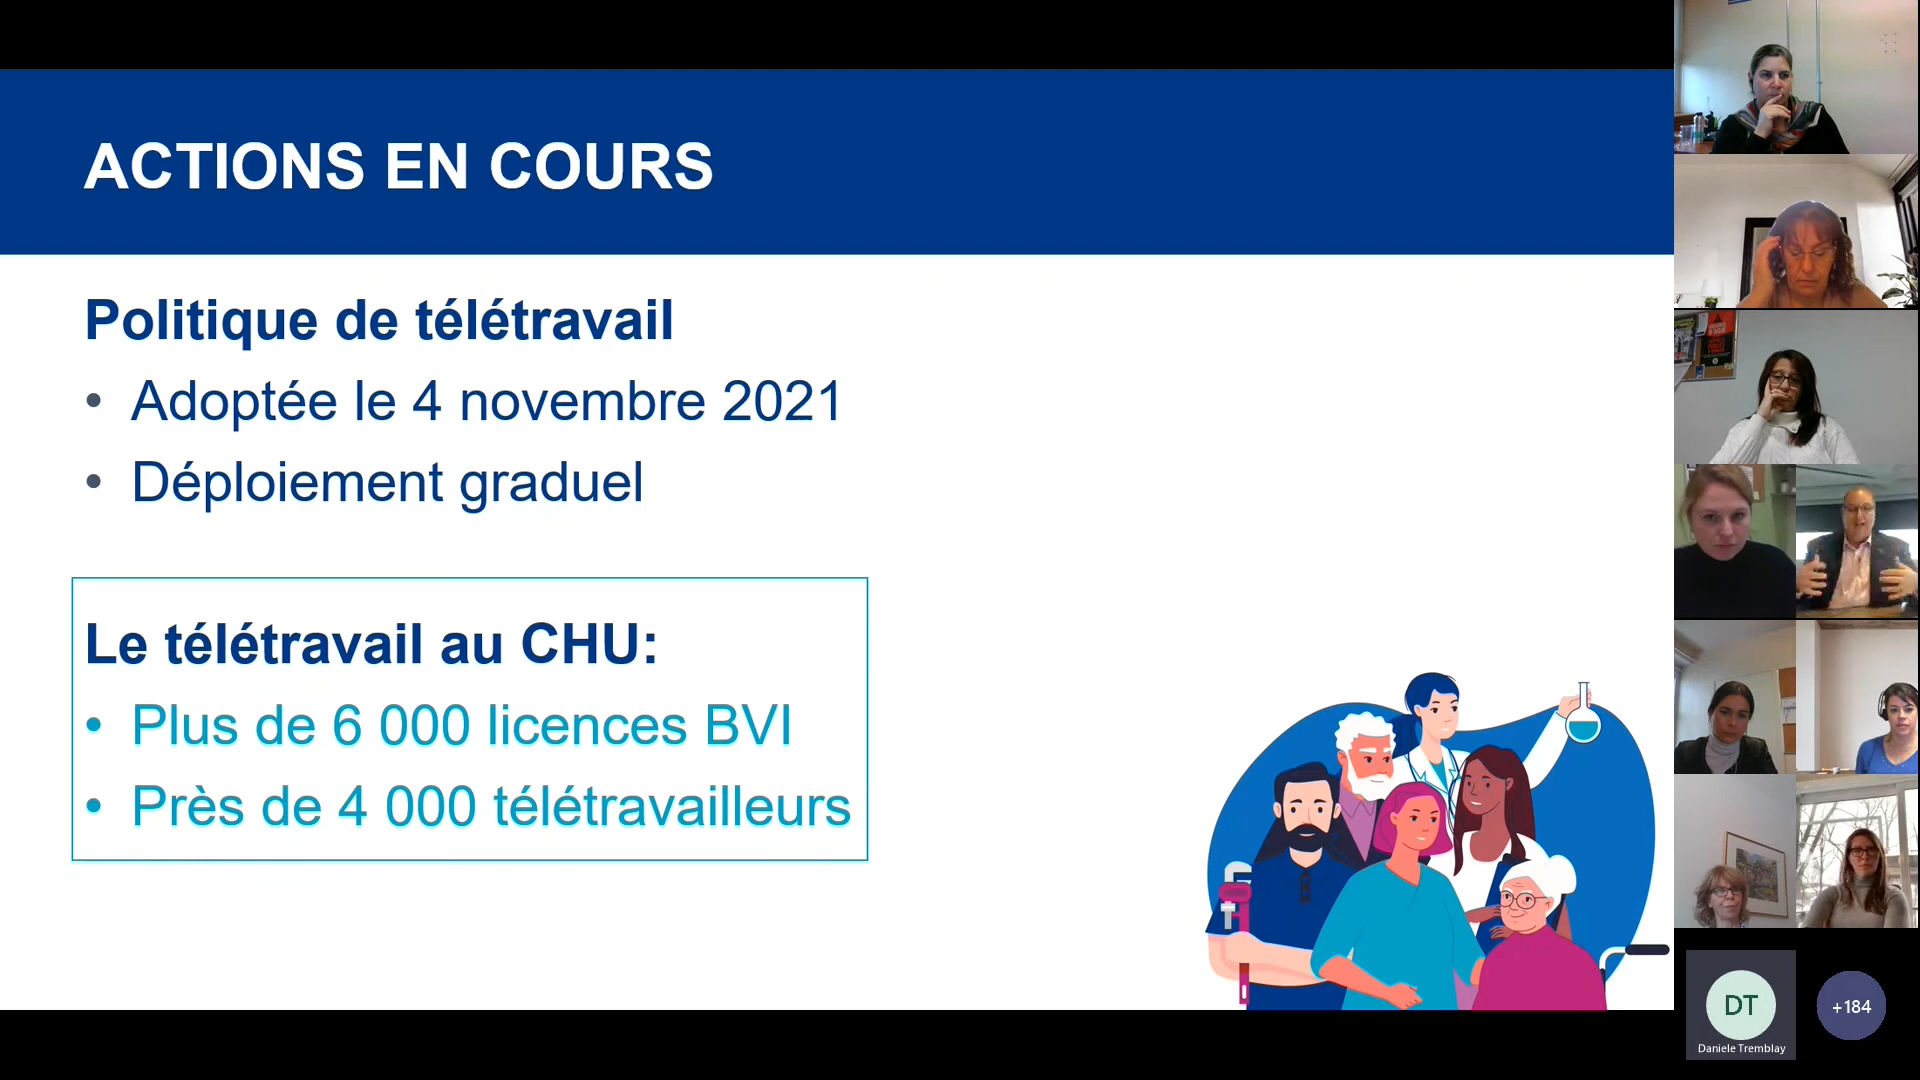 ACTIONS EN COURS
Politique de télétravail
• Adoptée le 4 novembre 2021
• Déploiement graduel
Le télétravail au CHU:
• Plus de 6 000 licences BVI
• Près de 4 000 télétravailleurs
DT
Daniele Tremblay
+184